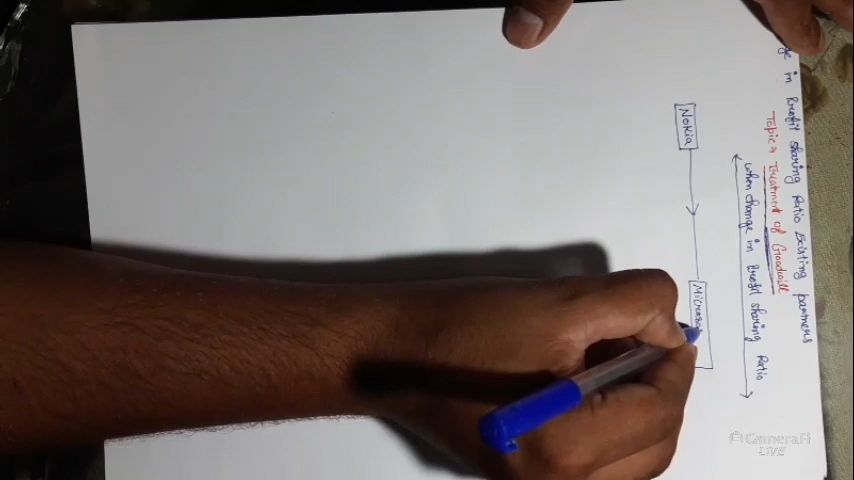 ge in Profit sharing Ratio Existing partners
Topic > Treatment of Goodwill
when change in Profit sharing Ratio
Nokia
Micros
CameraFi
LIVE